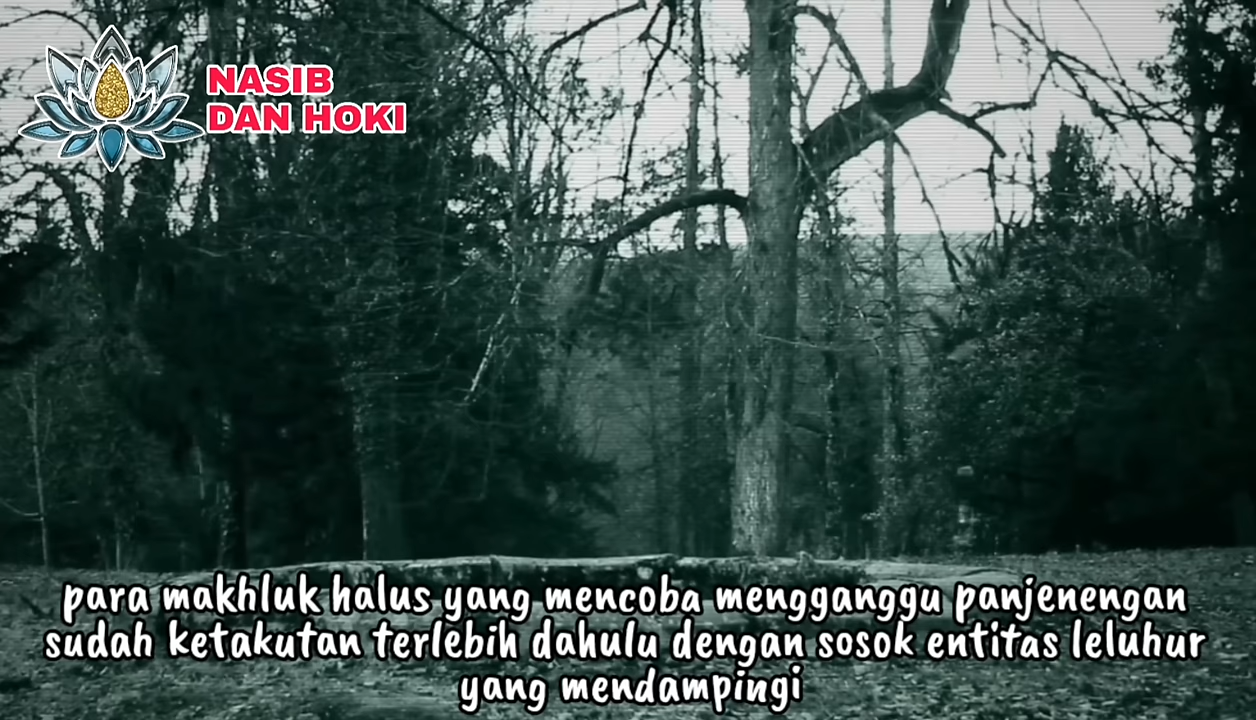 NASIB
DAN HOKI
para makhluk halus yang mencoba mengganggu panjenengan
sudah ketakutan terlebih dahulu dengan sosok entitas leluhur
yang mendampingi